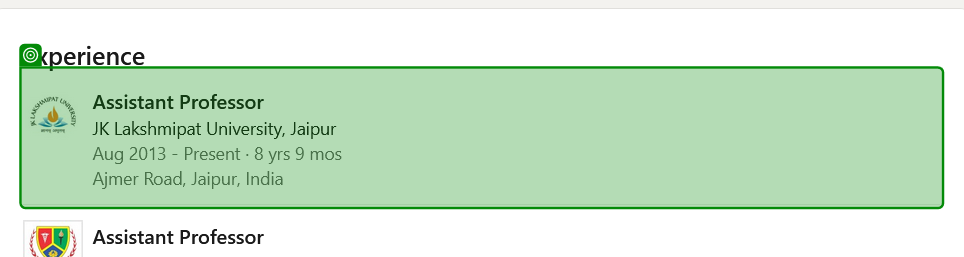 Experience
Assistant Professor
JK LAKSHMIPAT UNIVERSITY
JK Lakshmipat University, Jaipur
Aug 2013 - Present · 8 yrs 9 mos
Ajmer Road, Jaipur, India
Assistant Professor